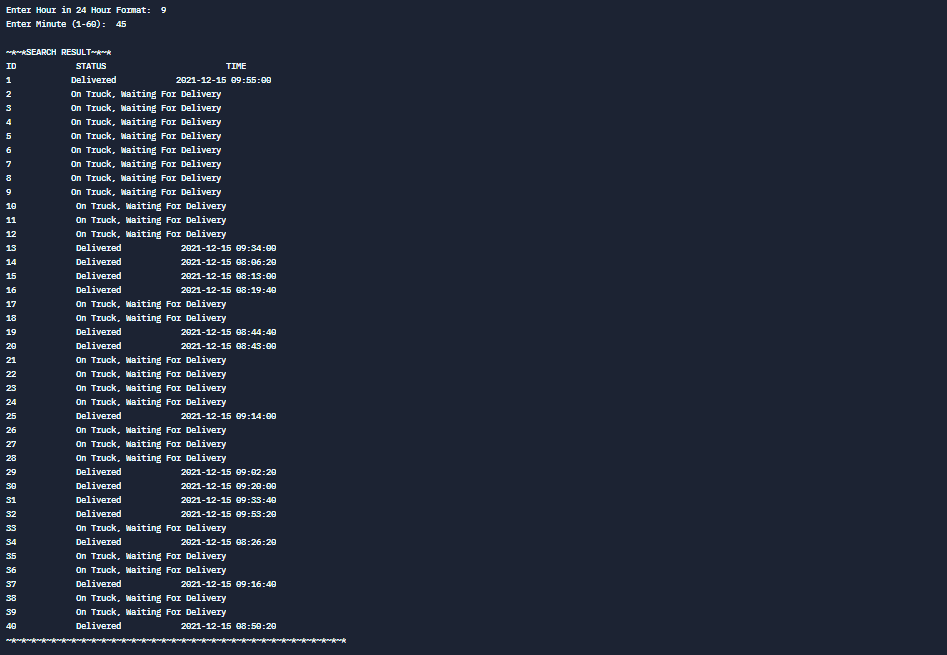 Enter Hour in 24 Hour Format:  9
Enter Minute (1-60):  45
~*~*SEARCH RESULT~*~*
ID            STATUS                        TIME
1            Delivered            2021-12-15 09:55:00
2            On Truck, Waiting For Delivery
3            On Truck, Waiting For Delivery
4            On Truck, Waiting For Delivery
5            On Truck, Waiting For Delivery
6            On Truck, Waiting For Delivery
7            On Truck, Waiting For Delivery
8            On Truck, Waiting For Delivery
9            On Truck, Waiting For Delivery
10            On Truck, Waiting For Delivery
11            On Truck, Waiting For Delivery
12            On Truck, Waiting For Delivery
13            Delivered            2021-12-15 09:34:00
14            Delivered            2021-12-15 08:06:20
15            Delivered            2021-12-15 08:13:00
16            Delivered            2021-12-15 08:19:40
17            On Truck, Waiting For Delivery
18            On Truck, Waiting For Delivery
19            Delivered            2021-12-15 08:44:40
20            Delivered            2021-12-15 08:43:00
21            On Truck, Waiting For Delivery
22            On Truck, Waiting For Delivery
23            On Truck, Waiting For Delivery
24            On Truck, Waiting For Delivery
25            Delivered            2021-12-15 09:14:00
26            On Truck, Waiting For Delivery
27            On Truck, Waiting For Delivery
28            On Truck, Waiting For Delivery
29            Delivered            2021-12-15 09:02:20
30            Delivered            2021-12-15 09:20:00
31            Delivered            2021-12-15 09:33:40
32            Delivered            2021-12-15 09:53:20
33            On Truck, Waiting For Delivery
34            Delivered            2021-12-15 08:26:20
35            On Truck, Waiting For Delivery
36            On Truck, Waiting For Delivery
37            Delivered            2021-12-15 09:16:40
38            On Truck, Waiting For Delivery
39            On Truck, Waiting For Delivery
40            Delivered            2021-12-15 08:50:20
~*~*~*~*~*~*~*~*~*~*~*~*~*~*~*~*~*~*~*~*~*~*~*~*~*~*~*~*~*~*~*~*~*~*